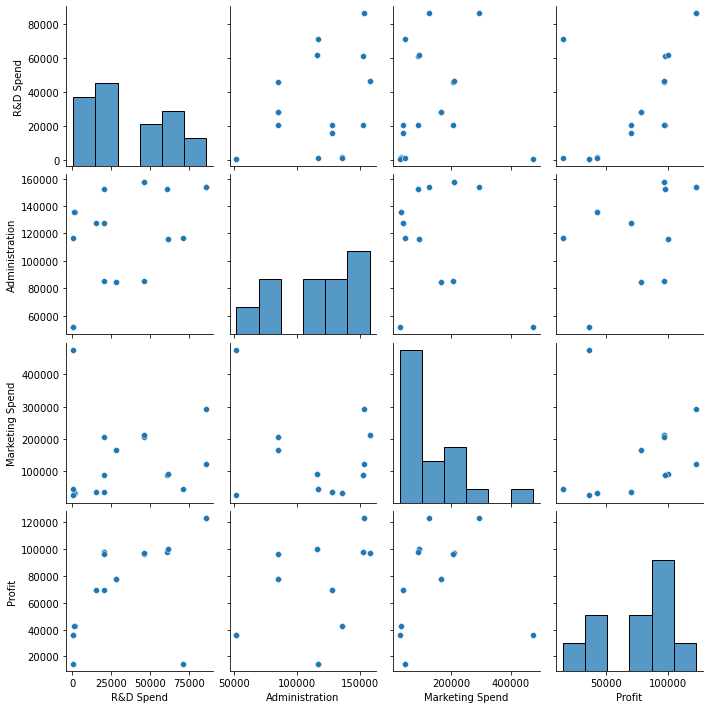 80000
60000
40000
20000
0
R&D Spend
160000
140000
120000
100000
80000
60000
Administration
400000
300000
200000
100000
Marketing Spend
120000
100000
80000
60000
40000
20000
Profit
0 25000 50000 75000
R&D Spend
50000 100000 150000
Administration
200000 400000
Marketing Spend
50000 100000
Profit